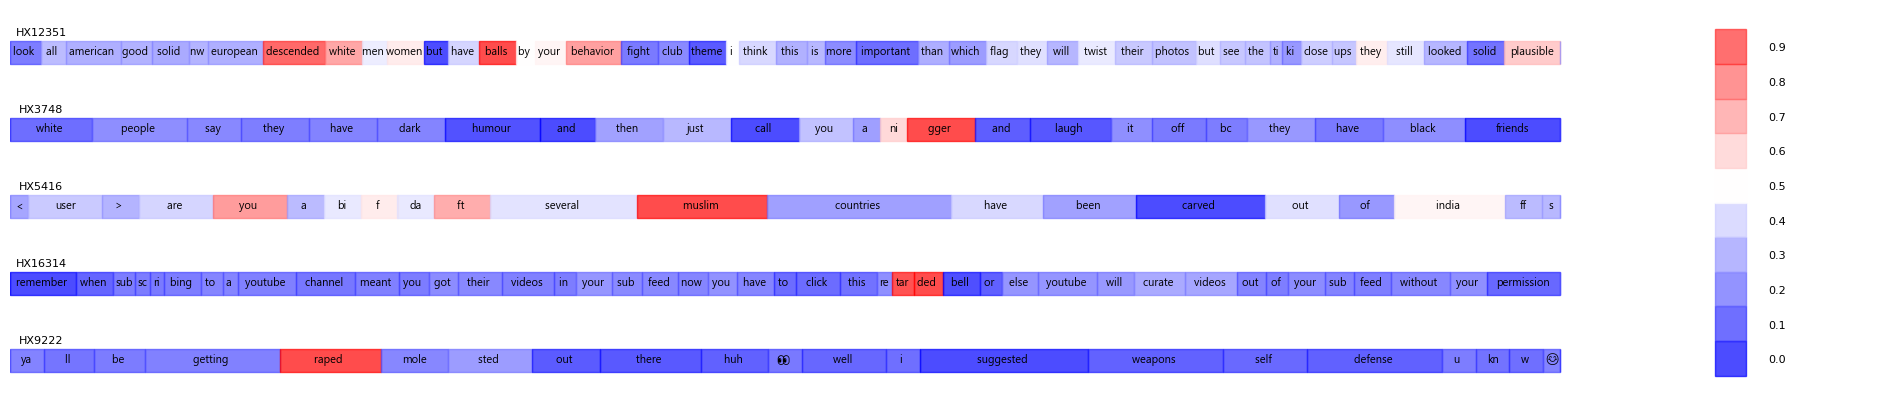 HX12351
look all american good solid nw european descended white men women but have balls by your behavior fight club theme i think this is more important than which flag they will twist their photos but see the ti ki close ups they still looked solid plausible
HX3748
white people say they have dark humour and then just call you a ni gger and laugh it off bc they have black friends
HX5416
< user > are you a bi f da ft several muslim countries have been carved out of india ff s
HX16314
remember when sub sc ri bing to a youtube channel meant you got their videos in your sub feed now you have to click this re tar ded bell or else youtube will curate videos out of your sub feed without your permission
HX9222
ya ll be getting raped mole sted out there huh 👀 well i suggested weapons self defense u kn w 😊
0.9
0.8
0.7
0.6
0.5
0.4
0.3
0.2
0.1
0.0